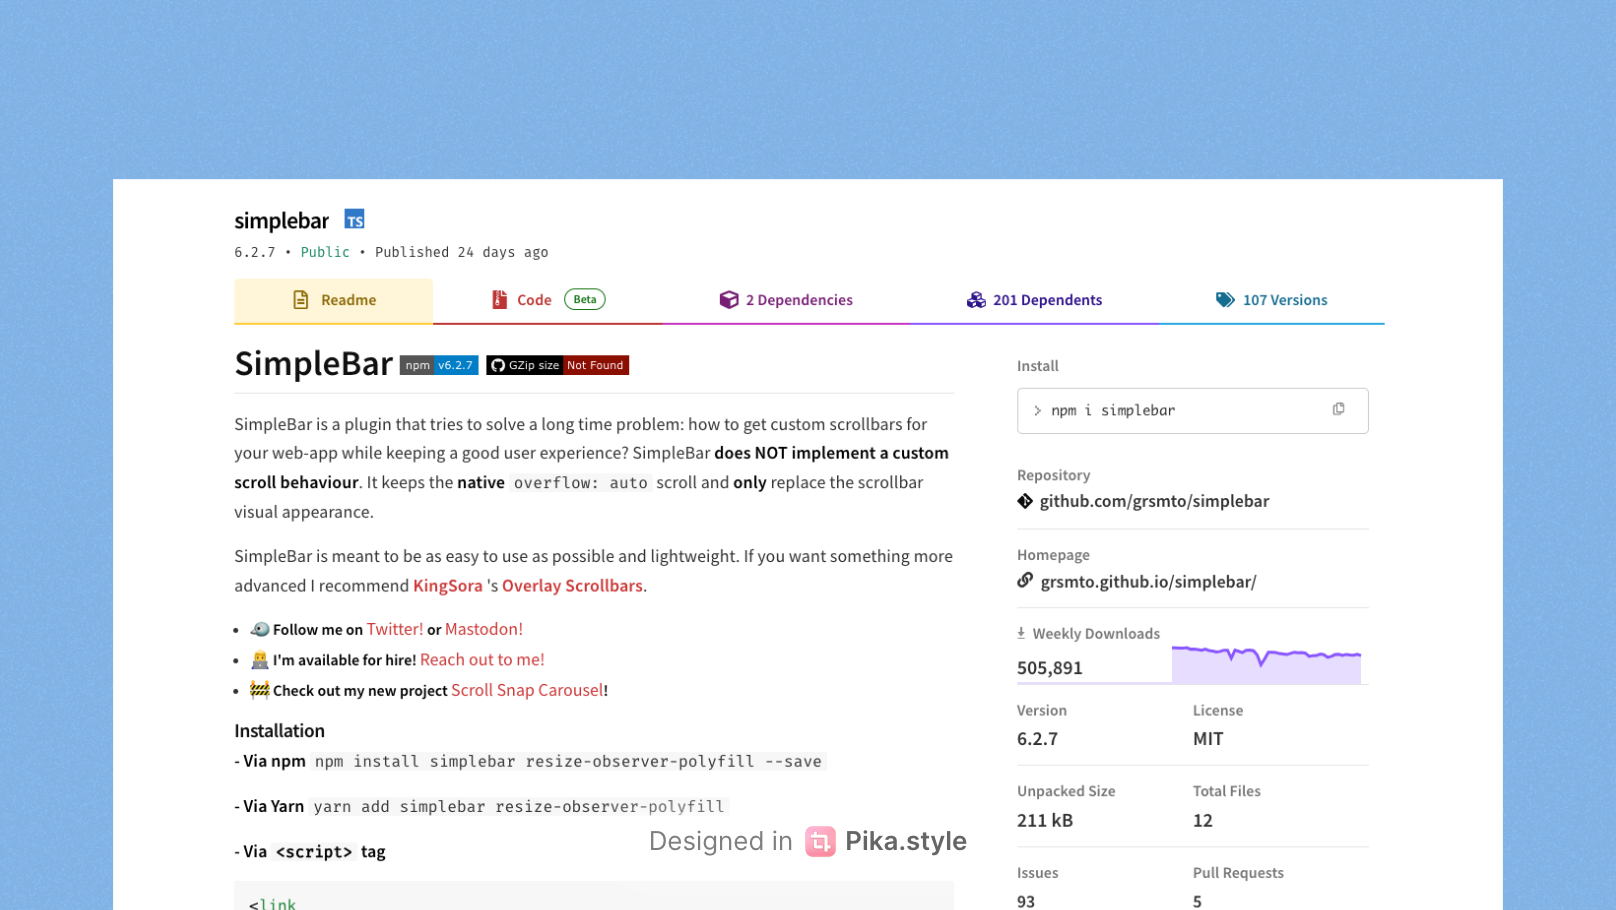 simplebar TS
6.2.7 • Public • Published 24 days ago
Readme
Code Beta
2 Dependencies
201 Dependents
107 Versions
SimpleBar npm v6.2.7 GZip size Not Found
SimpleBar is a plugin that tries to solve a long time problem: how to get custom scrollbars for
your web-app while keeping a good user experience? SimpleBar does NOT implement a custom
scroll behaviour. It keeps the native overflow: auto scroll and only replace the scrollbar
visual appearance.
SimpleBar is meant to be as easy to use as possible and lightweight. If you want something more
advanced I recommend KingSora 's Overlay Scrollbars.
• Follow me on Twitter! or Mastodon!
• I'm available for hire! Reach out to me!
• Check out my new project Scroll Snap Carousel!
Installation
- Via npm npm install simplebar resize-observer-polyfill --save
- Via Yarn yarn add simplebar resize-observer-polyfill
- Via <script> tag
<link
Install
> npm i simplebar
Repository
github.com/grsmto/simplebar
Homepage
grsmto.github.io/simplebar/
Weekly Downloads
505,891
Version
6.2.7
License
MIT
Unpacked Size
211 kB
Total Files
12
Issues
93
Pull Requests
5
Designed in Pika.style